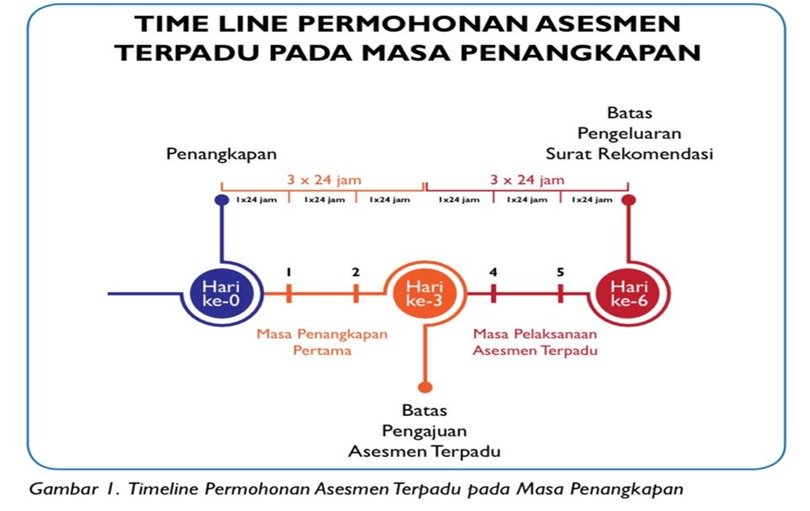 TIME LINE PERMOHONAN ASESMEN
TERPADU PADA MASA PENANGKAPAN
Batas
Pengeluaran
Surat Rekomendasi
Penangkapan
3 x 24 jam
3 x 24 jam
1x24 jam
1x24 jam
1x24 jam
1x24 jam
1x24 jam
1x24 jam
Hari
ke-0
1
2
Hari
ke-3
4
5
Hari
ke-6
Masa Penangkapan
Pertama
Masa Pelaksanaan
Asesmen Terpadu
Batas
Pengajuan
Asesmen Terpadu
Gambar 1. Timeline Permohonan Asesmen Terpadu pada Masa Penangkapan